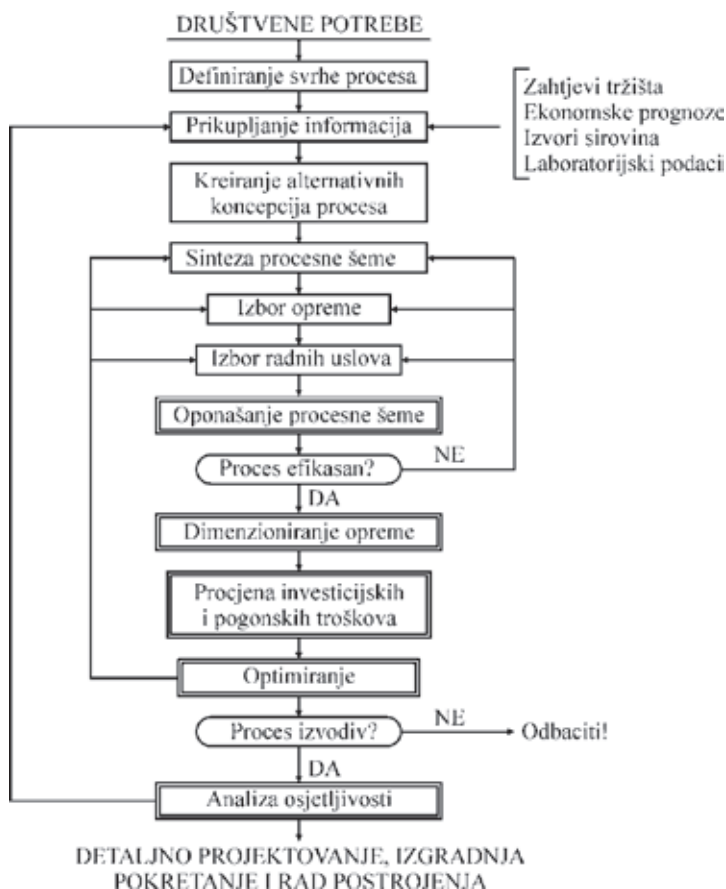 DRUŠTVENE POTREBE
Definiranje svrhe procesa
Prikupljanje informacija
Zahtjevi tržišta
Ekonomske prognoze
Izvori sirovina
Laboratorijski podaci
Kreiranje alternativnih
koncepcija procesa
Sinteza procesne šeme
Izbor opreme
Izbor radnih uslova
Oponašanje procesne šeme
Proces efikasan?
NE
DA
Dimenzioniranje opreme
Procjena investicijskih
i pogonskih troškova
Optimiranje
Proces izvodiv?
NE
Odbaciti!
DA
Analiza osjetljivosti
DETALJNO PROJEKTOVANJE, IZGRADNJA
POKRETANJE I RAD POSTROJENJA